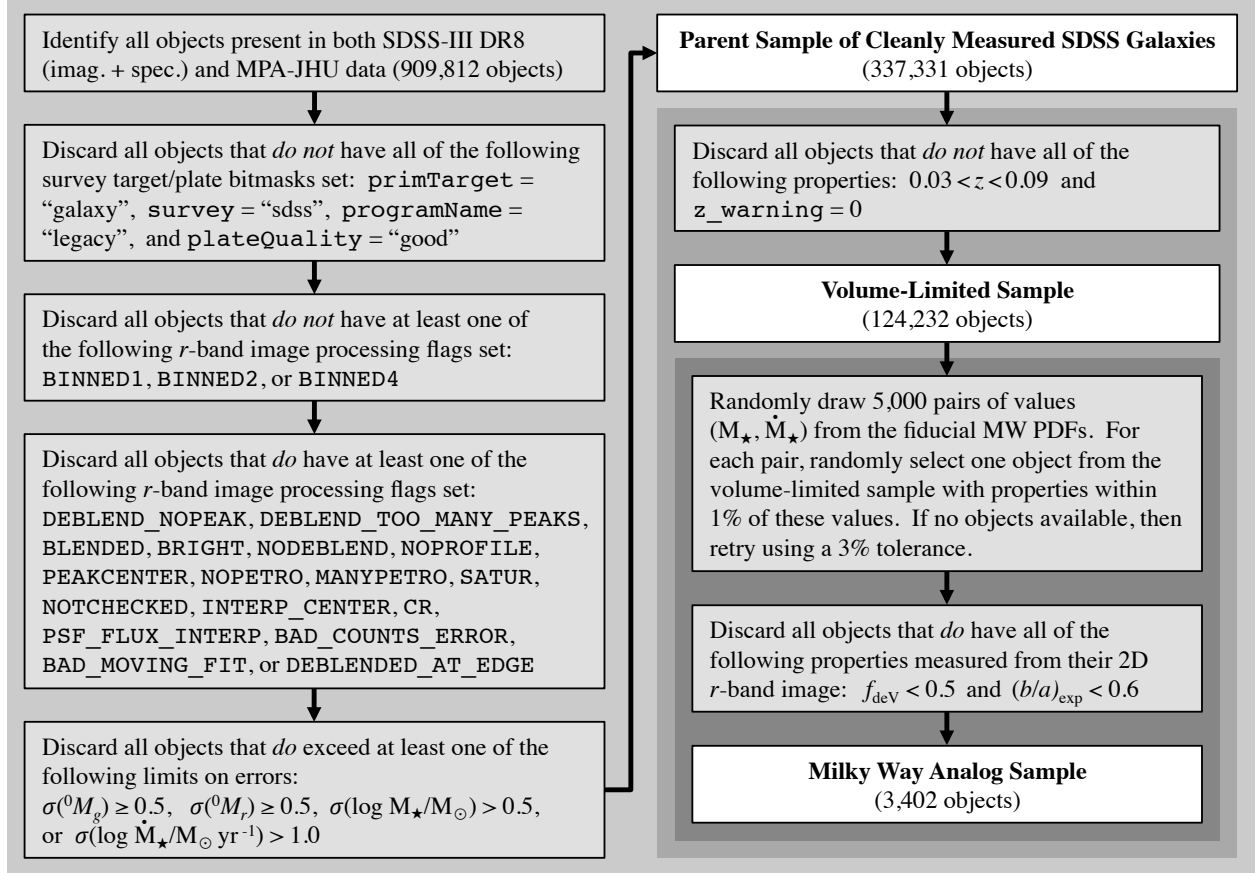 Identify all objects present in both SDSS-III DR8
(imag. + spec.) and MPA-JHU data (909,812 objects)
Discard all objects that do not have all of the following
survey target/plate bitmasks set: primTarget =
“galaxy”, survey = “sdss”, programName =
“legacy”, and plateQuality = “good”
Discard all objects that do not have at least one of
the following r-band image processing flags set:
BINNED1, BINNED2, or BINNED4
Discard all objects that do have at least one of the
following r-band image processing flags set:
DEBLEND_NOPEAK, DEBLEND_TOO_MANY_PEAKS,
BLENDED, BRIGHT, NODEBLEND, NOPROFILE,
PEAKCENTER, NOPETRO, MANYPETRO, SATUR,
NOTCHECKED, INTERP_CENTER, CR,
PSF_FLUX_INTERP, BAD_COUNTS_ERROR,
BAD_MOVING_FIT, or DEBLENDED_AT_EDGE
Discard all objects that do exceed at least one of the
following limits on errors:
σ(⁰M_g) ≥ 0.5, σ(⁰M_r) ≥ 0.5, σ(log M★/M⊙) > 0.5,
or σ(log Ṁ★/M⊙ yr⁻¹) > 1.0
Parent Sample of Cleanly Measured SDSS Galaxies
(337,331 objects)
Discard all objects that do not have all of the
following properties: 0.03 < z < 0.09 and
z_warning = 0
Volume-Limited Sample
(124,232 objects)
Randomly draw 5,000 pairs of values
(M★, Ṁ★) from the fiducial MW PDFs. For
each pair, randomly select one object from the
volume-limited sample with properties within
1% of these values. If no objects available, then
retry using a 3% tolerance.
Discard all objects that do have all of the
following properties measured from their 2D
r-band image: f_deV < 0.5 and (b/a)_exp < 0.6
Milky Way Analog Sample
(3,402 objects)